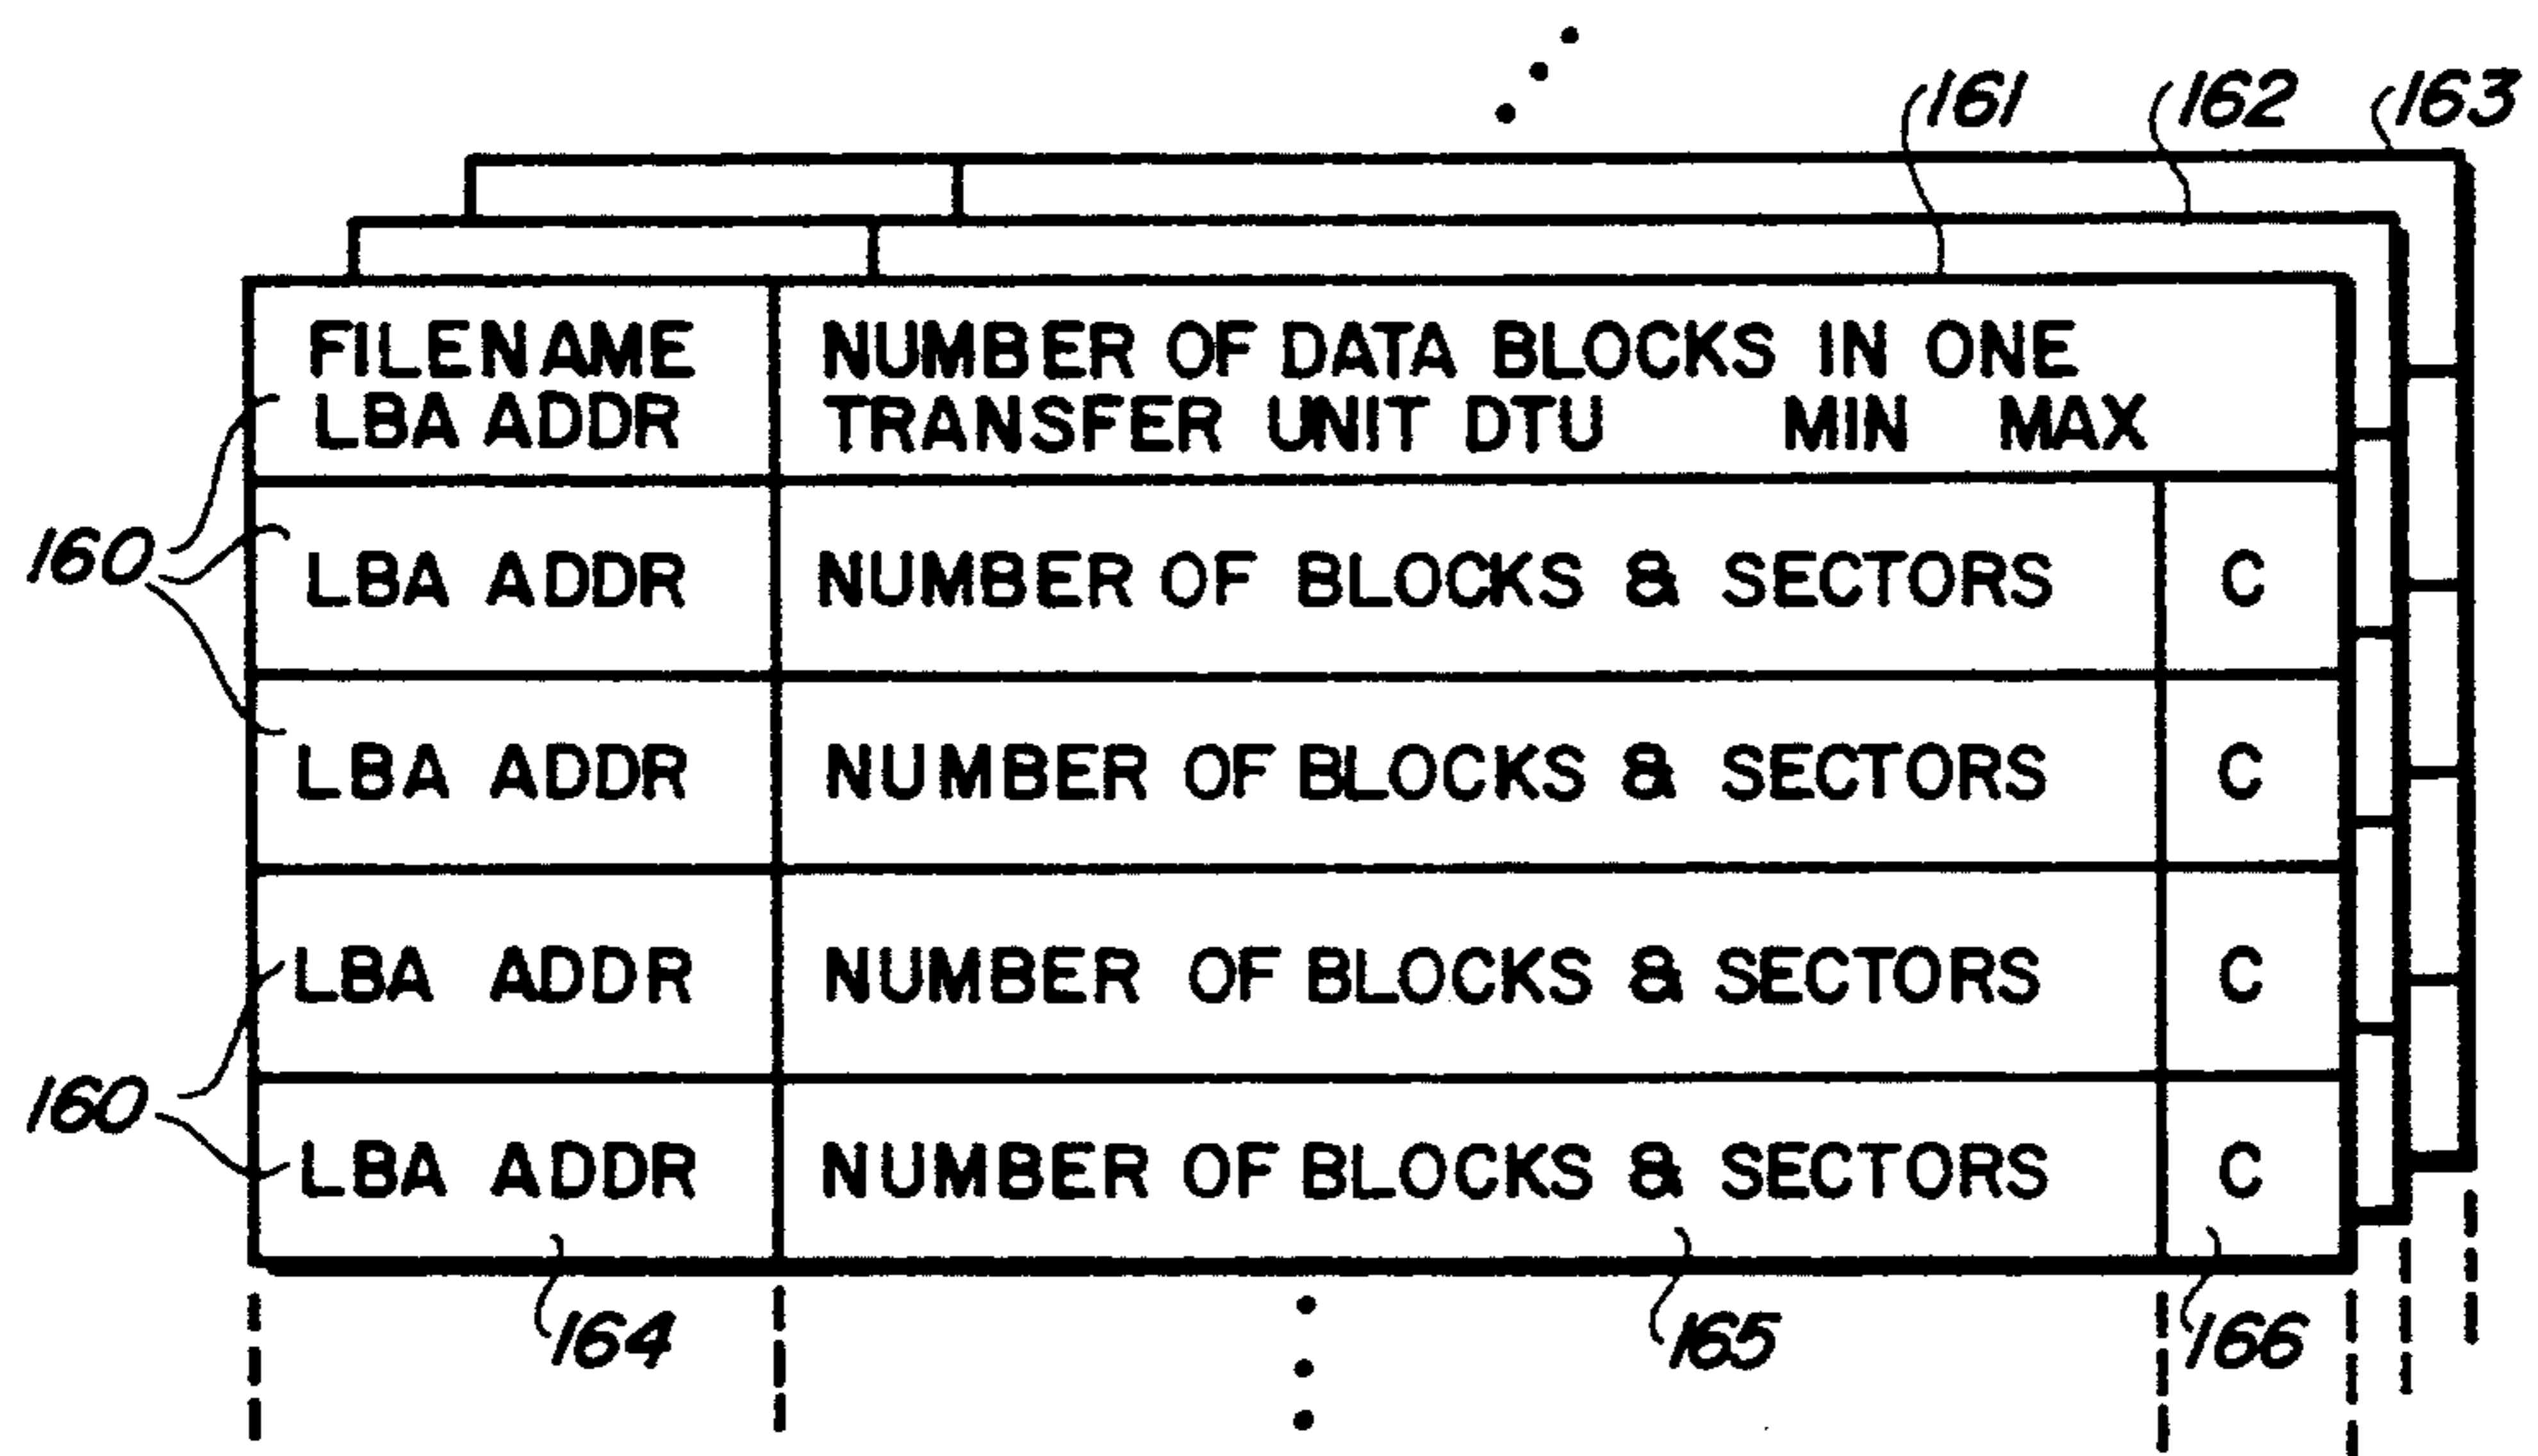 161 162 163
FILENAME
LBA ADDR
NUMBER OF DATA BLOCKS IN ONE
TRANSFER UNIT DTU MIN MAX
160
LBA ADDR NUMBER OF BLOCKS & SECTORS C
LBA ADDR NUMBER OF BLOCKS & SECTORS C
LBA ADDR NUMBER OF BLOCKS & SECTORS C
160
LBA ADDR NUMBER OF BLOCKS & SECTORS C
164 165 166